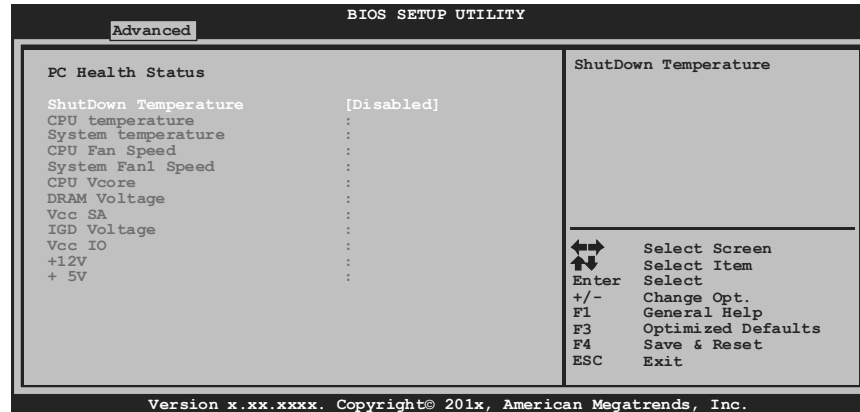 BIOS SETUP UTILITY
Advanced
PC Health Status
ShutDown Temperature [Disabled]
CPU temperature :
System temperature :
CPU Fan Speed :
System Fan1 Speed :
CPU Vcore :
DRAM Voltage :
Vcc SA :
IGD Voltage :
Vcc IO :
+12V :
+ 5V :
ShutDown Temperature
Select Screen
Select Item
Enter Select
+/- Change Opt.
F1 General Help
F3 Optimized Defaults
F4 Save & Reset
ESC Exit
Version x.xx.xxxx. Copyright© 201x, American Megatrends, Inc.